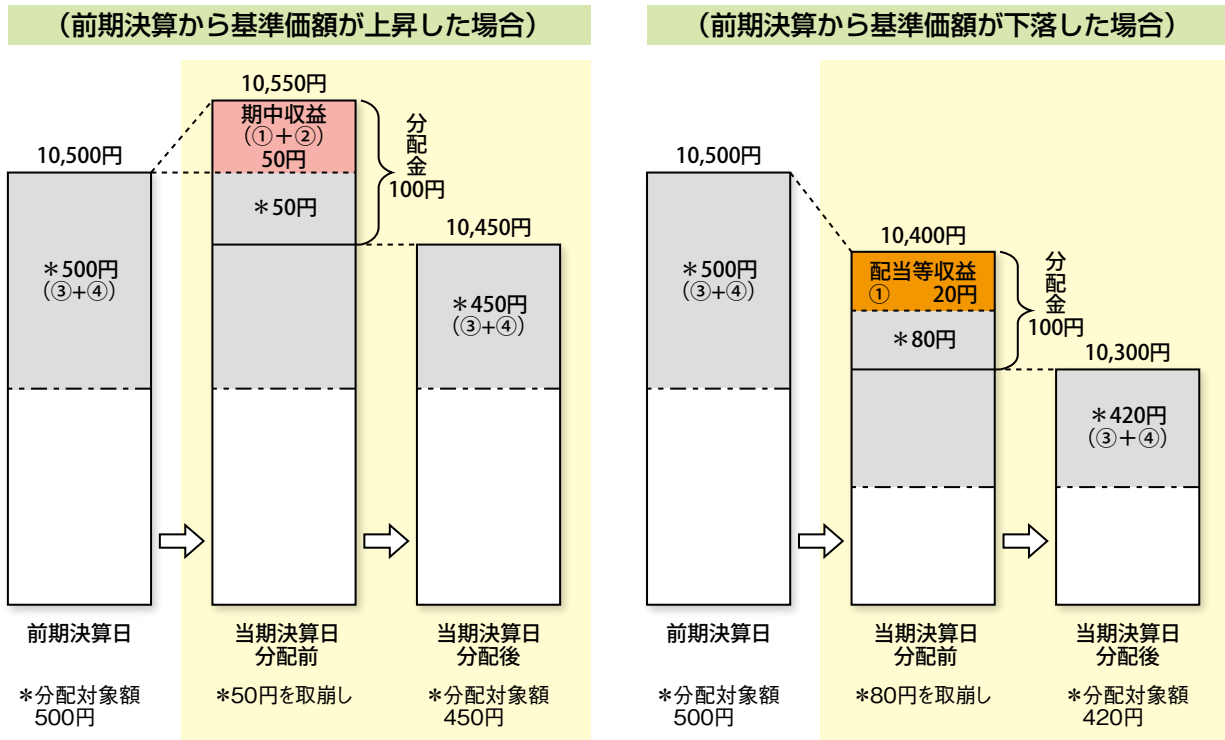 (前期決算から基準価額が上昇した場合)
10,500円
＊500円
(③+④)
10,550円
期中収益
(①＋②)
50円
＊50円
分配金
100円
10,450円
＊450円
(③+④)
前期決算日
当期決算日
分配前
当期決算日
分配後
＊分配対象額
500円
＊50円を取崩し
＊分配対象額
450円
(前期決算から基準価額が下落した場合)
10,500円
＊500円
(③+④)
10,400円
配当等収益
① 20円
＊80円
分配金
100円
10,300円
＊420円
(③＋④)
前期決算日
当期決算日
分配前
当期決算日
分配後
＊分配対象額
500円
＊80円を取崩し
＊分配対象額
420円